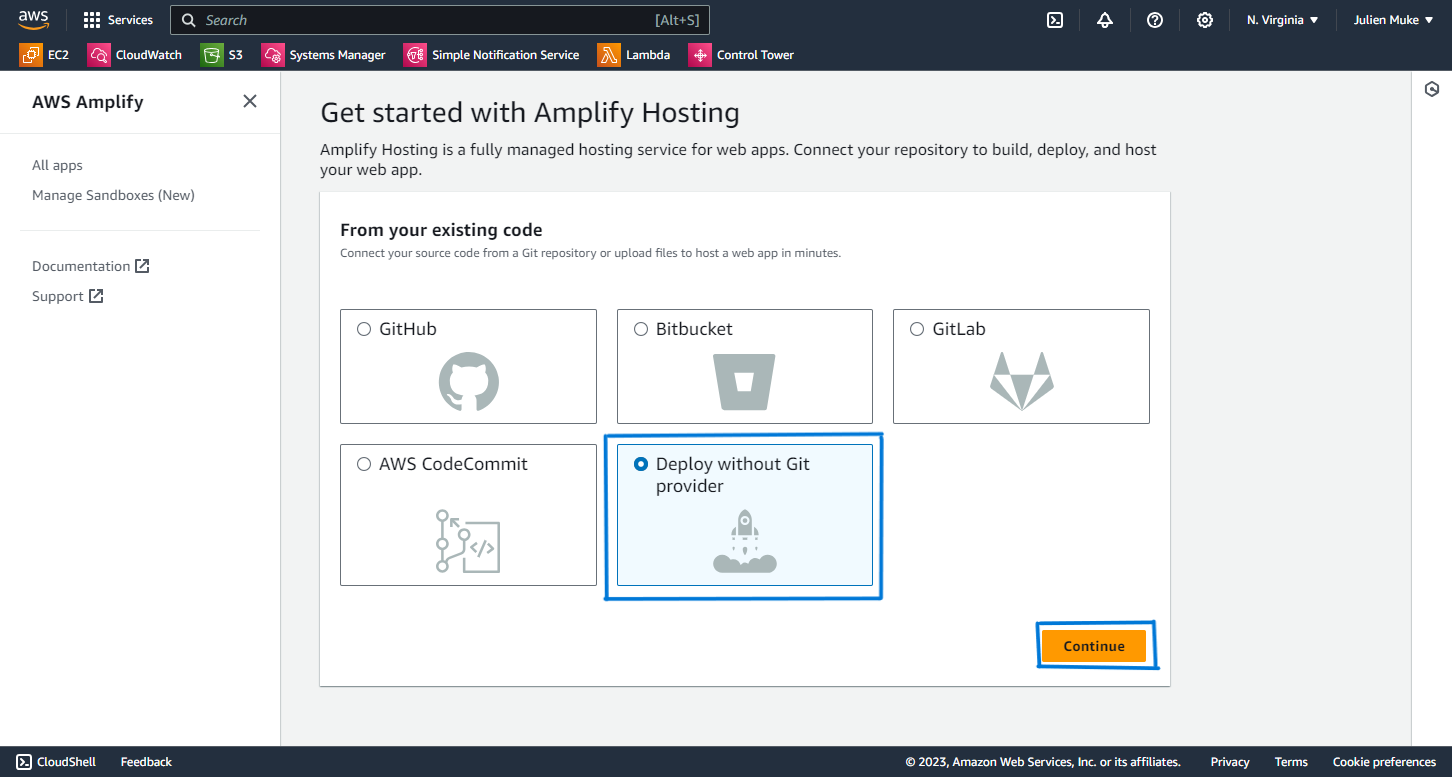 aws
Services
Search [Alt+S]
N. Virginia
Julien Muke
EC2
CloudWatch
S3
Systems Manager
Simple Notification Service
Lambda
Control Tower
AWS Amplify
All apps
Manage Sandboxes (New)
Documentation
Support
Get started with Amplify Hosting
Amplify Hosting is a fully managed hosting service for web apps. Connect your repository to build, deploy, and host
your web app.
From your existing code
Connect your source code from a Git repository or upload files to host a web app in minutes.
GitHub
Bitbucket
GitLab
AWS CodeCommit
Deploy without Git
provider
Continue
CloudShell
Feedback
© 2023, Amazon Web Services, Inc. or its affiliates.
Privacy
Terms
Cookie preferences